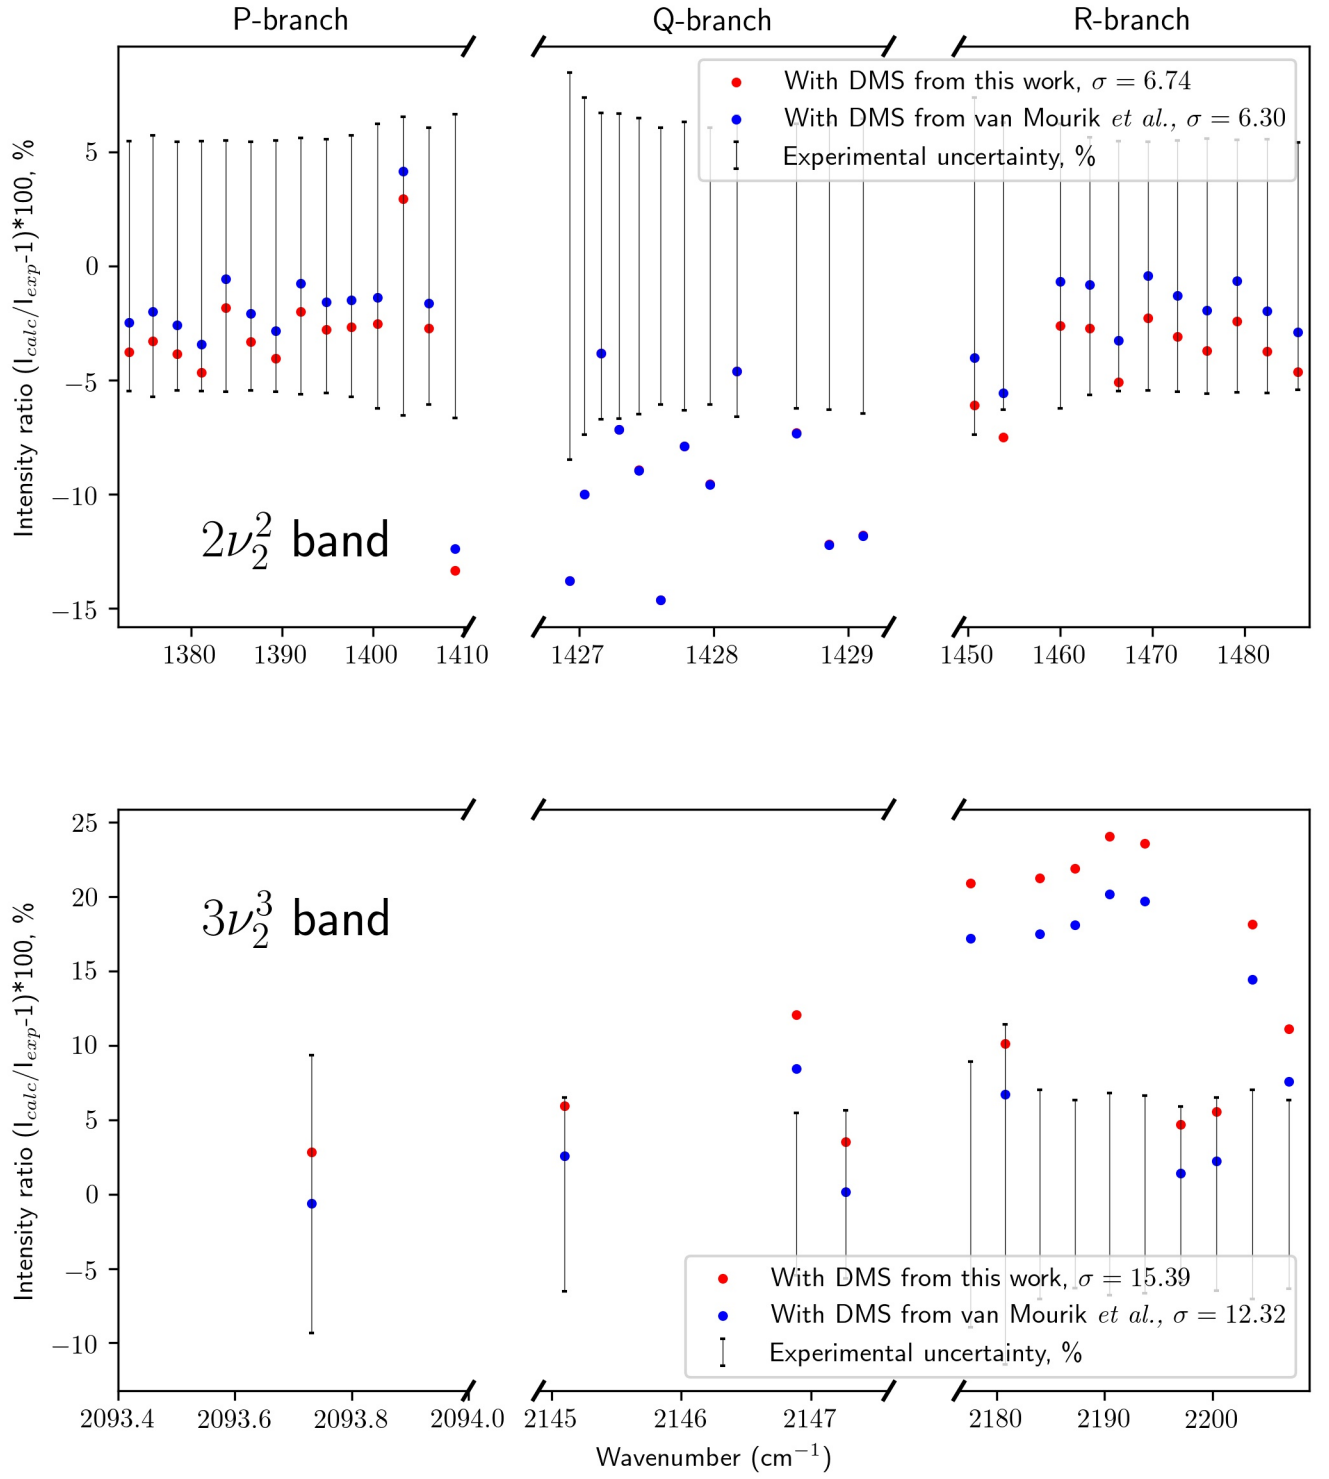 P-branch Q-branch R-branch
With DMS from this work, σ = 6.74
With DMS from van Mourik et al., σ = 6.30
Experimental uncertainty, %
Intensity ratio (I_calc/I_exp-1)*100, %
5
0
−5
−10
−15
2ν₂² band
1380 1390 1400 1410 1427 1428 1429 1450 1460 1470 1480
25
20
15
10
5
0
−5
−10
Intensity ratio (I_calc/I_exp-1)*100, %
3ν₂³ band
With DMS from this work, σ = 15.39
With DMS from van Mourik et al., σ = 12.32
Experimental uncertainty, %
2093.4 2093.6 2093.8 2094.0 2145 2146 2147 2180 2190 2200
Wavenumber (cm⁻¹)